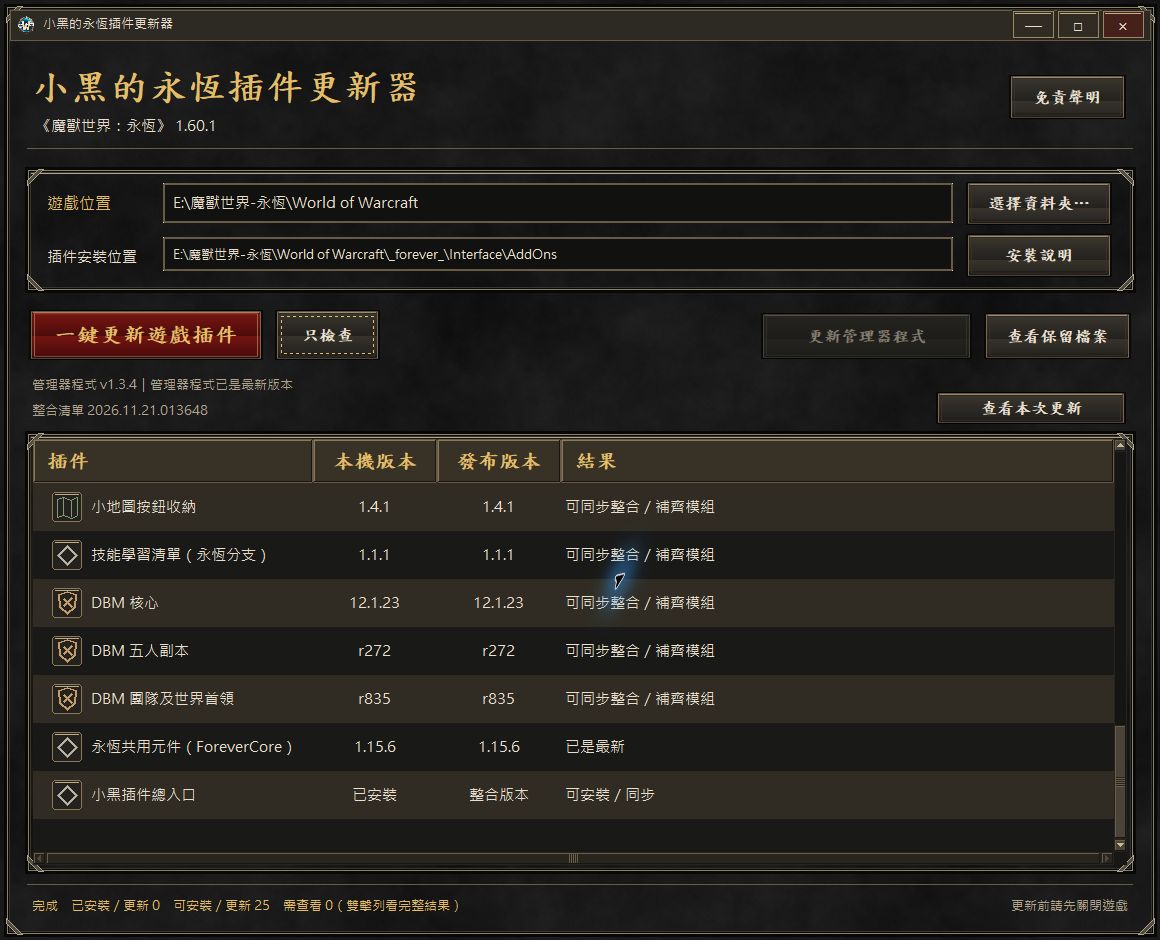 小黑的永恆插件更新器
小黑的永恆插件更新器
《魔獸世界：永恆》 1.60.1
免責聲明
遊戲位置
E:\魔獸世界-永恆\World of Warcraft
選擇資料夾…
插件安裝位置
E:\魔獸世界-永恆\World of Warcraft\_forever_\Interface\AddOns
安裝說明
一鍵更新遊戲插件
只檢查
更新管理器程式
查看保留檔案
管理器程式 v1.3.4 | 管理器程式已是最新版本
整合清單 2026.11.21.013648
查看本次更新
插件 本機版本 發布版本 結果
小地圖按鈕收納 1.4.1 1.4.1 可同步整合 / 補齊模組
技能學習清單（永恆分支） 1.1.1 1.1.1 可同步整合 / 補齊模組
DBM 核心 12.1.23 12.1.23 可同步整合 / 補齊模組
DBM 五人副本 r272 r272 可同步整合 / 補齊模組
DBM 團隊及世界首領 r835 r835 可同步整合 / 補齊模組
永恆共用元件（ForeverCore） 1.15.6 1.15.6 已是最新
小黑插件總入口 已安裝 整合版本 可安裝 / 同步
完成 已安裝 / 更新 0 可安裝 / 更新 25 需查看 0（雙擊列看完整結果）
更新前請先關閉遊戲